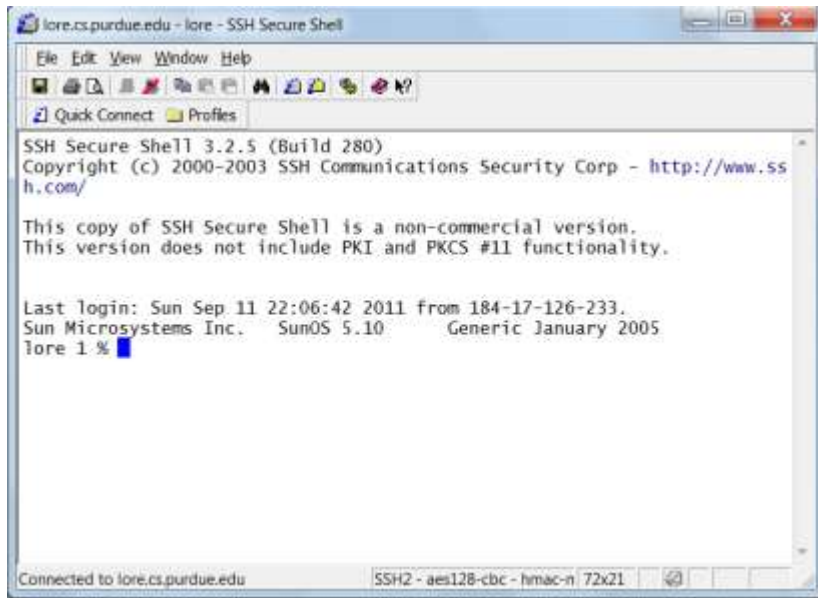 lore.cs.purdue.edu - lore - SSH Secure Shell
File Edit View Window Help
Quick Connect Profiles
SSH Secure Shell 3.2.5 (Build 280)
Copyright (c) 2000-2003 SSH Communications Security Corp - http://www.ss
h.com/
This copy of SSH Secure Shell is a non-commercial version.
This version does not include PKI and PKCS #11 functionality.
Last login: Sun Sep 11 22:06:42 2011 from 184-17-126-233.
Sun Microsystems Inc.   SunOS 5.10      Generic January 2005
lore 1 %
Connected to lore.cs.purdue.edu SSH2 - aes128-cbc - hmac-n 72x21